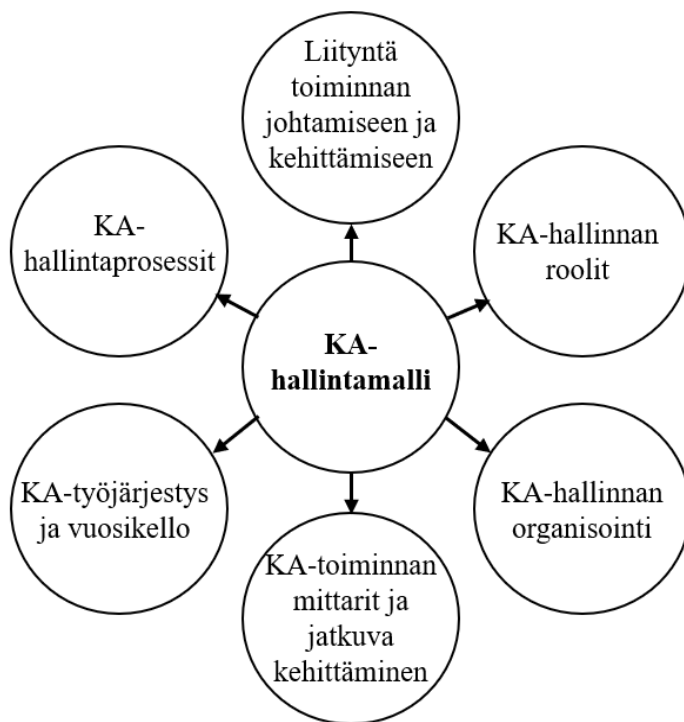 Liityntä
toiminnan
johtamiseen ja
kehittämiseen
KA-
hallintaprosessit
KA-hallinnan
roolit
KA-
hallintamalli
KA-työjärjestys
ja vuosikello
KA-hallinnan
organisointi
KA-toiminnan
mittarit ja
jatkuva
kehittäminen